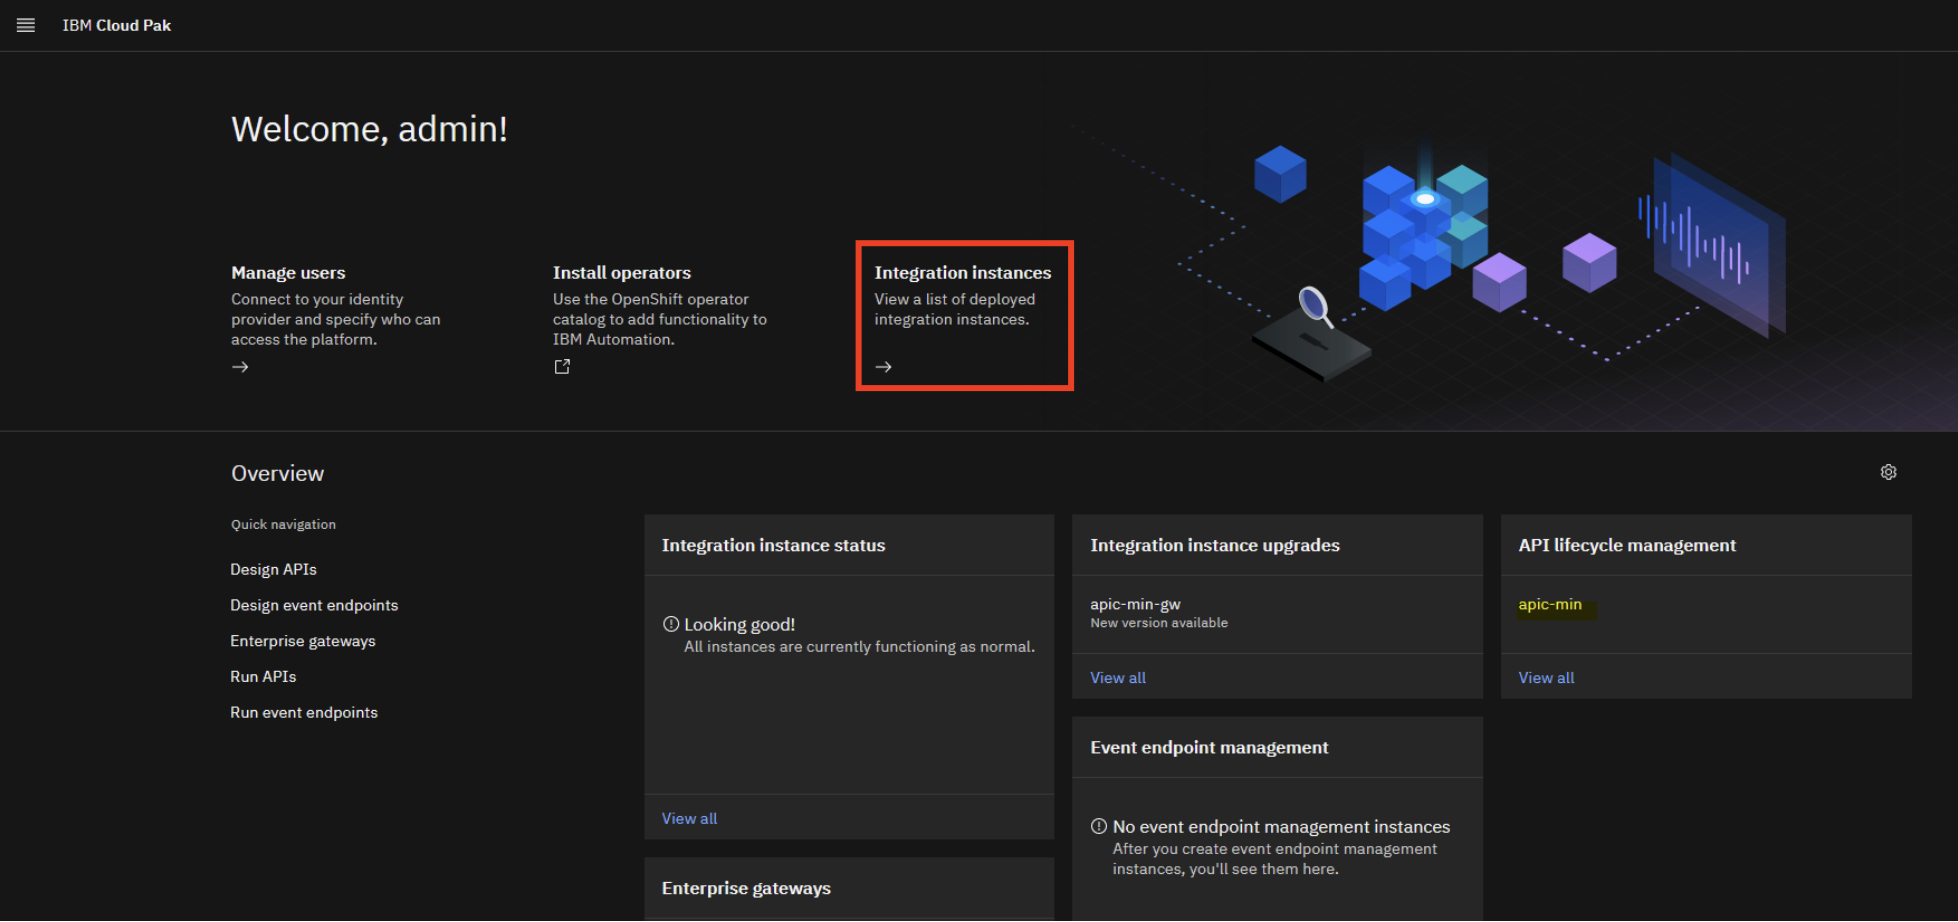 IBM Cloud Pak
Welcome, admin!
Manage users
Connect to your identity
provider and specify who can
access the platform.
Install operators
Use the OpenShift operator
catalog to add functionality to
IBM Automation.
Integration instances
View a list of deployed
integration instances.
Overview
Quick navigation
Design APIs
Design event endpoints
Enterprise gateways
Run APIs
Run event endpoints
Integration instance status
Looking good!
All instances are currently functioning as normal.
View all
Enterprise gateways
Integration instance upgrades
apic-min-gw
New version available
View all
Event endpoint management
No event endpoint management instances
After you create event endpoint management
instances, you'll see them here.
API lifecycle management
apic-min
View all